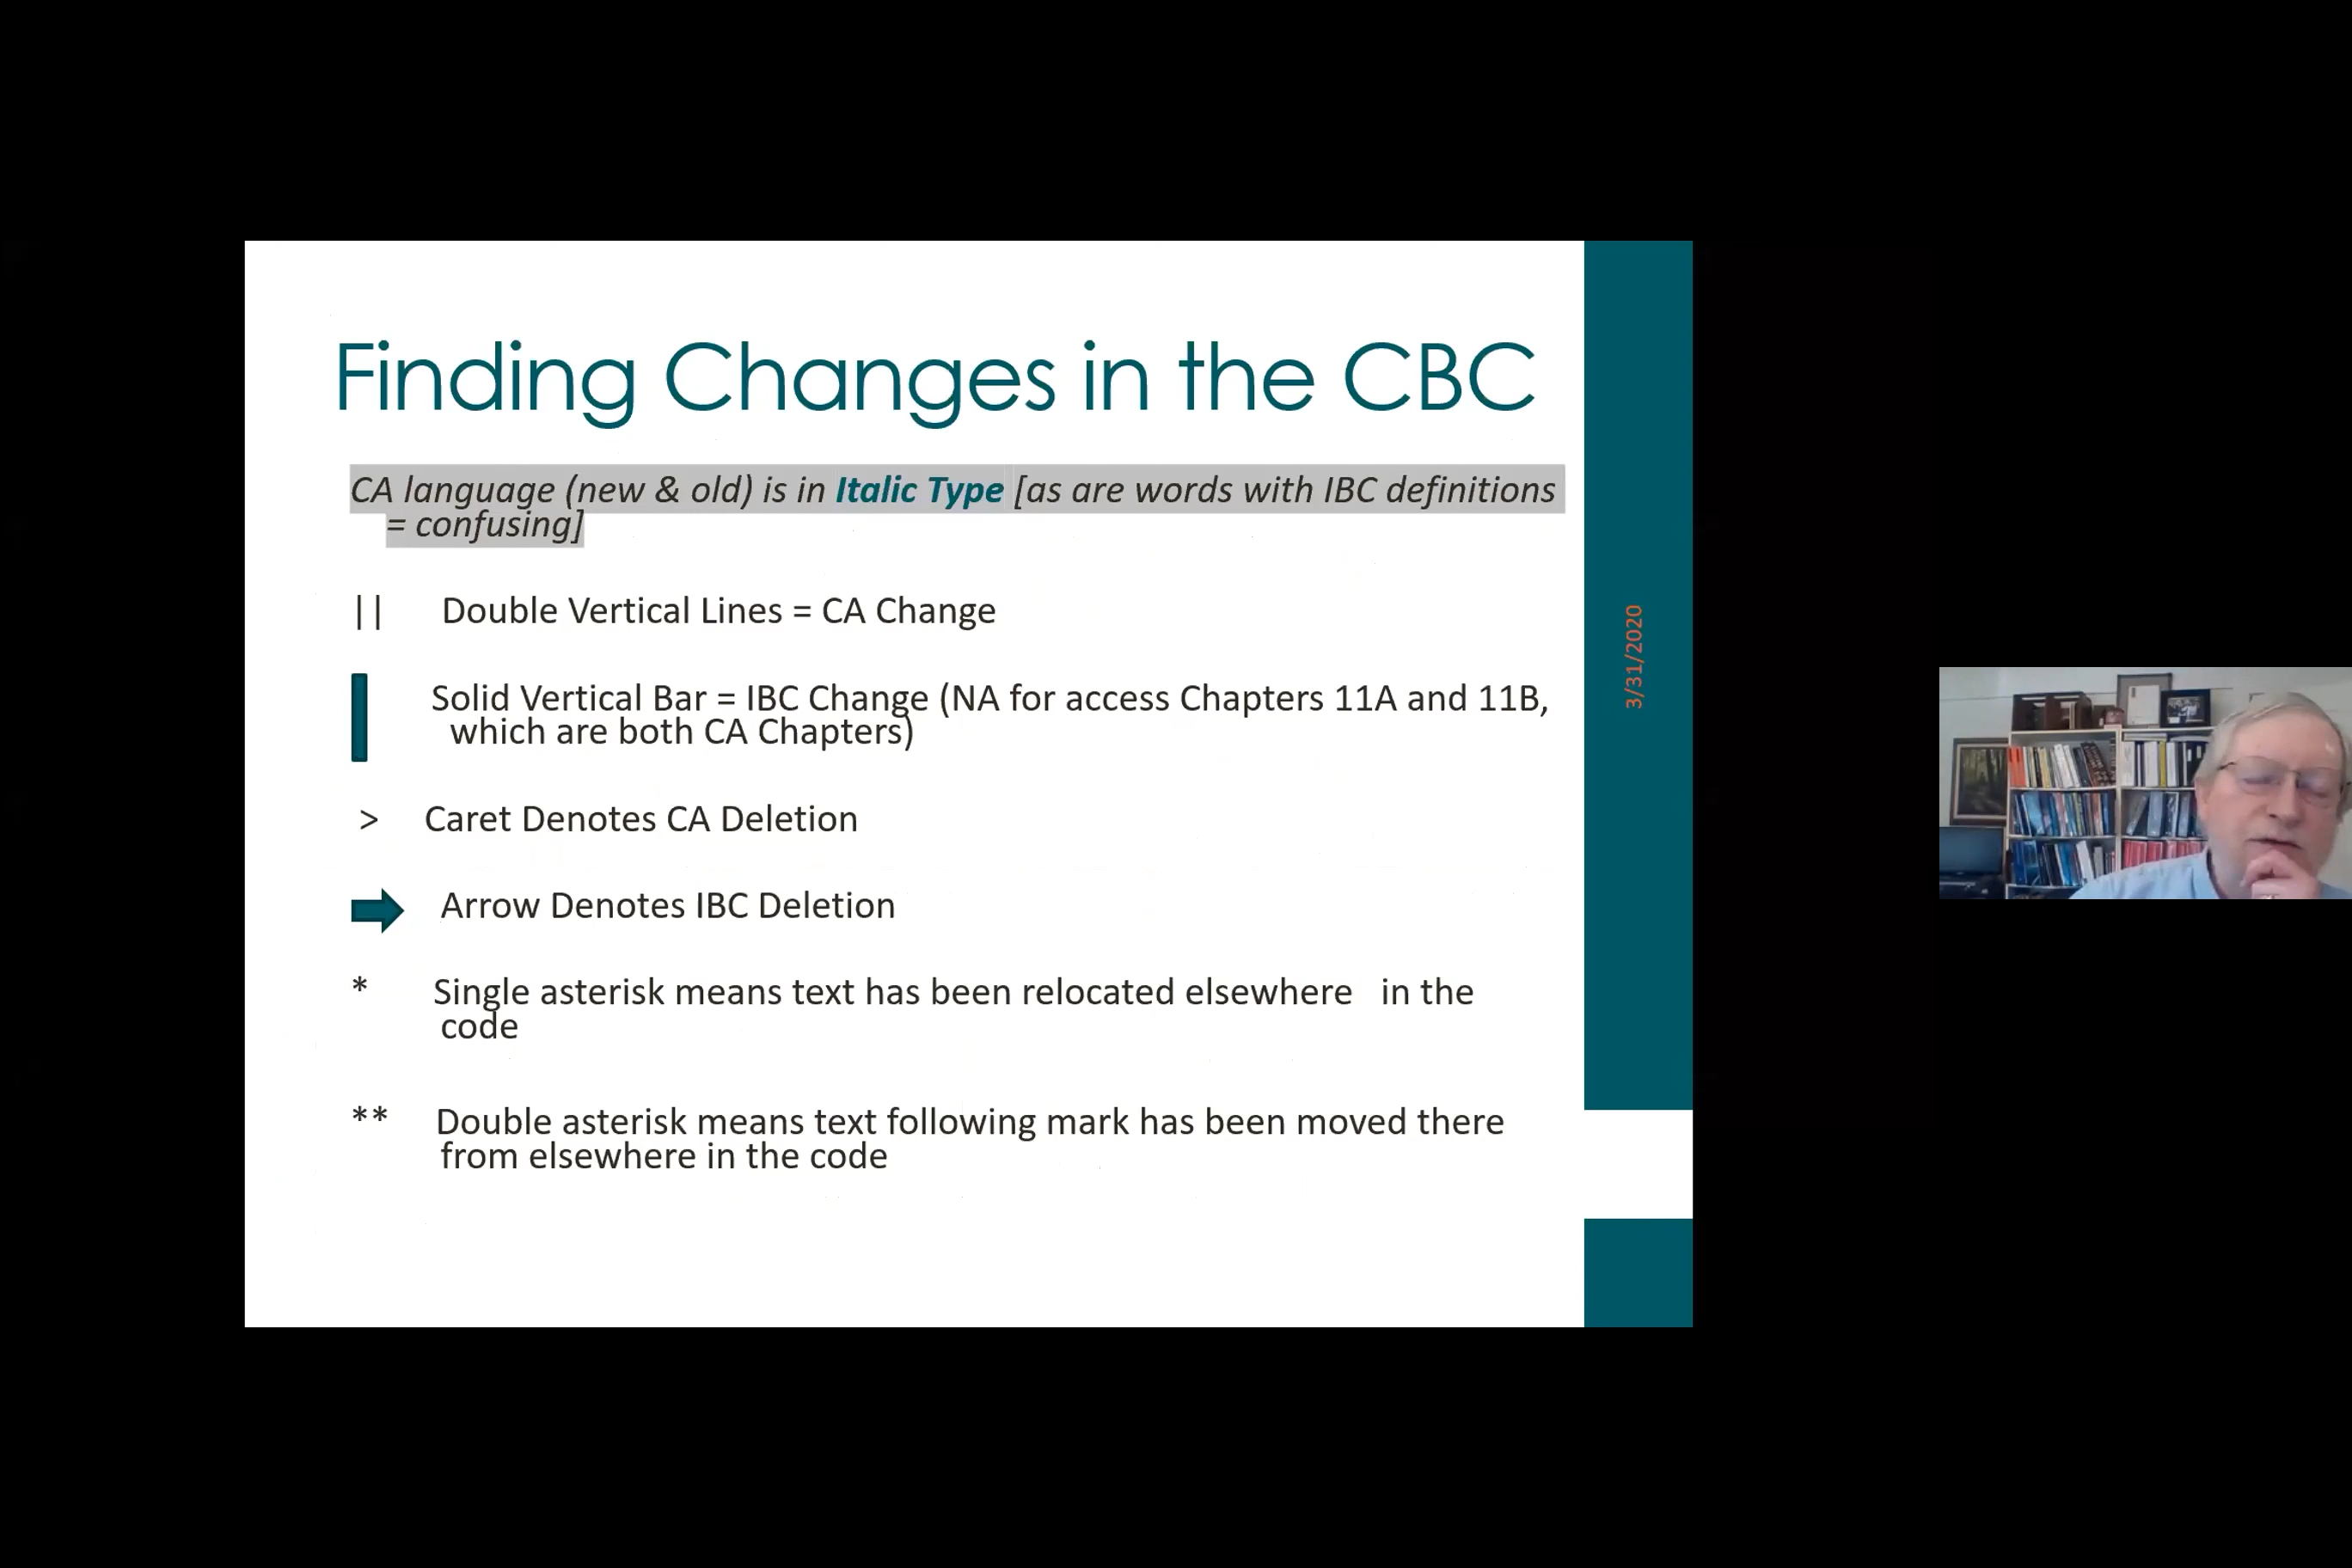 Finding Changes in the CBC
CA language (new & old) is in Italic Type [as are words with IBC definitions
= confusing]
|| Double Vertical Lines = CA Change
Solid Vertical Bar = IBC Change (NA for access Chapters 11A and 11B,
which are both CA Chapters)
> Caret Denotes CA Deletion
Arrow Denotes IBC Deletion
* Single asterisk means text has been relocated elsewhere in the
code
** Double asterisk means text following mark has been moved there
from elsewhere in the code
3/31/2020